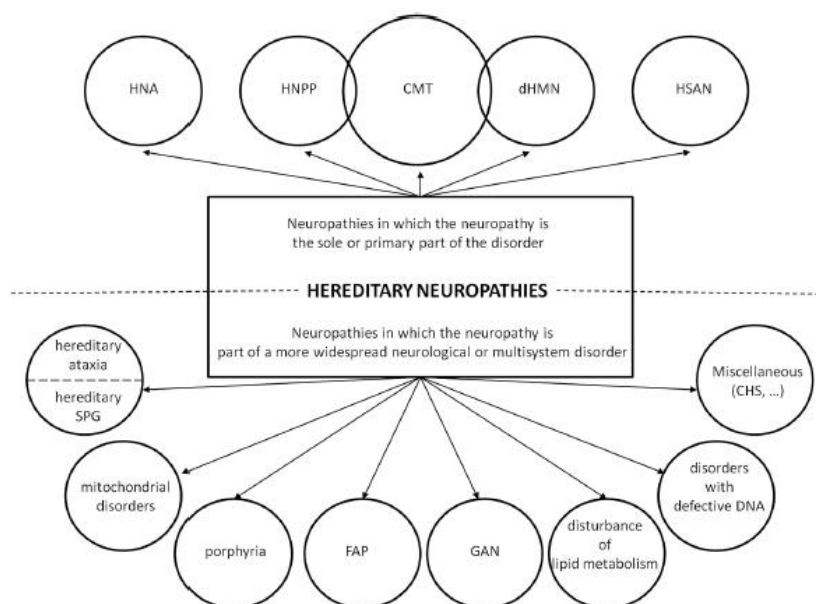 HNA
HNPP
CMT
dHMN
HSAN
Neuropathies in which the neuropathy is
the sole or primary part of the disorder
HEREDITARY NEUROPATHIES
Neuropathies in which the neuropathy is
part of a more widespread neurological or multisystem disorder
hereditary
ataxia
hereditary
SPG
Miscellaneous
(CHS, ...)
mitochondrial
disorders
disorders
with
defective DNA
porphyria
FAP
GAN
disturbance
of
lipid metabolism